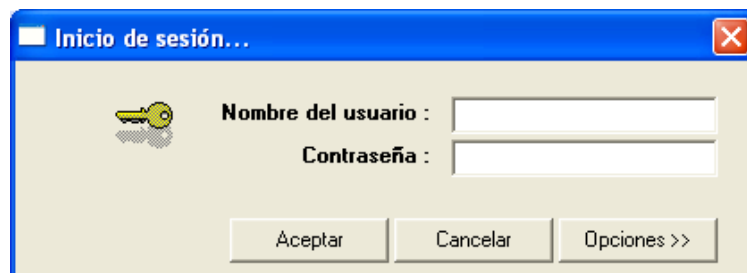 Inicio de sesión...
Nombre del usuario :
Contraseña :
Aceptar
Cancelar
Opciones >>